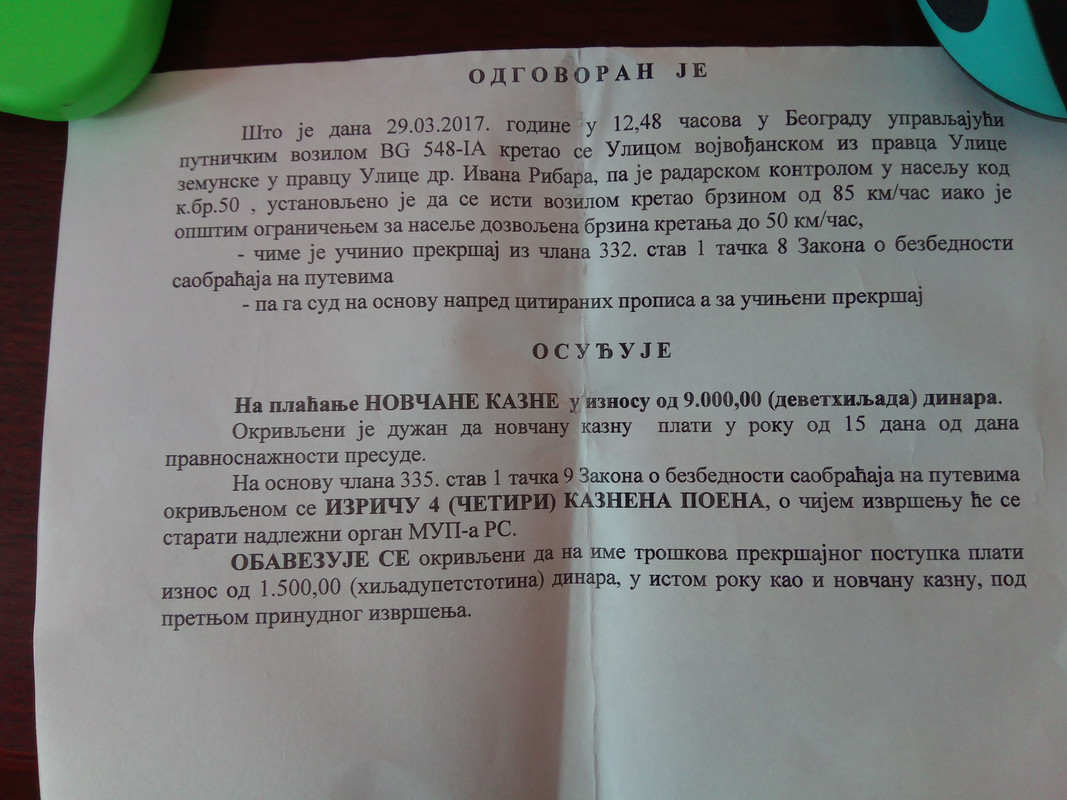 ОДГОВОРАН ЈЕ
Што је дана 29.03.2017. године у 12,48 часова у Београду управљајући
путничким возилом BG 548-IA кретао се Улицом војвођанском из правца Улице
земунске у правцу Улице др. Ивана Рибара, па је радарском контролом у насељу код
к.бр.50 , установљено је да се исти возилом кретао брзином од 85 км/час иако је
општим ограничењем за насеље дозвољена брзина кретања до 50 км/час,
- чиме је учинио прекршај из члана 332. став 1 тачка 8 Закона о безбедности
саобраћаја на путевима
- па га суд на основу напред цитираних прописа а за учињени прекршај
ОСУЂУЈЕ
На плаћање НОВЧАНЕ КАЗНЕ у износу од 9.000,00 (деветхиљада) динара.
Окривљени је дужан да новчану казну плати у року од 15 дана од дана
правноснажности пресуде.
На основу члана 335. став 1 тачка 9 Закона о безбедности саобраћаја на путевима
окривљеном се ИЗРИЧУ 4 (ЧЕТИРИ) КАЗНЕНА ПОЕНА, о чијем извршењу ће се
старати надлежни орган МУП-а РС.
ОБАВЕЗУЈЕ СЕ окривљени да на име трошкова прекршајног поступка плати
износ од 1.500,00 (хиљадупетстотина) динара, у истом року као и новчану казну, под
претњом принудног извршења.